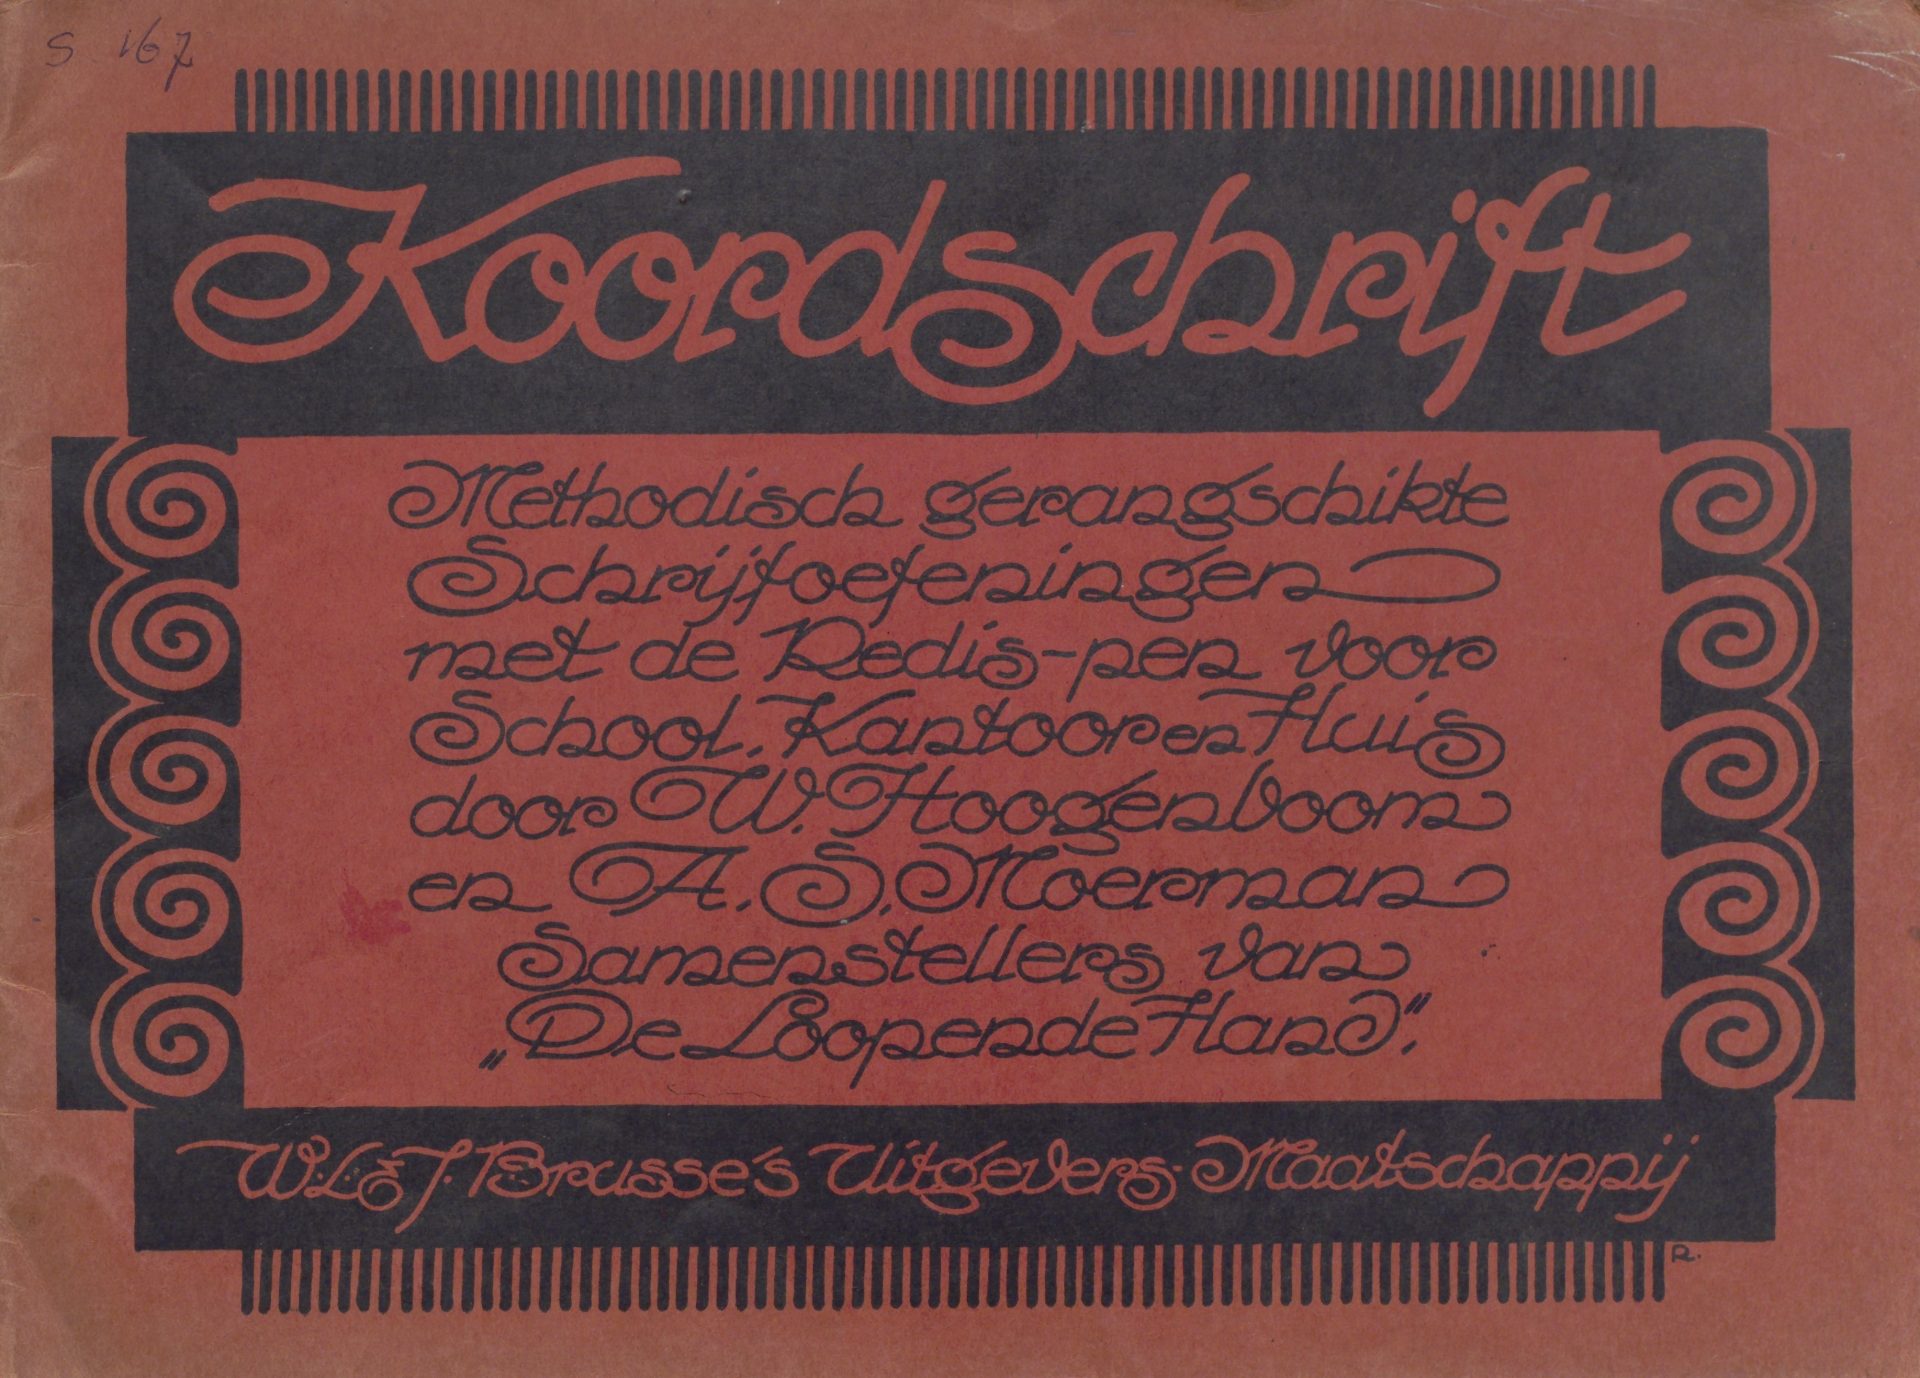 S. 167
Koordschrift
Methodisch gerangschikte
Schrijfoefeningen
met de Redis-pen voor
School, Kantoor en Huis
door W. Hoogenboom
en A. S. Moerman
Samenstellers van
„De Loopende Hand”.
W. L. & J. Brusse's Uitgevers-Maatschappij
R.